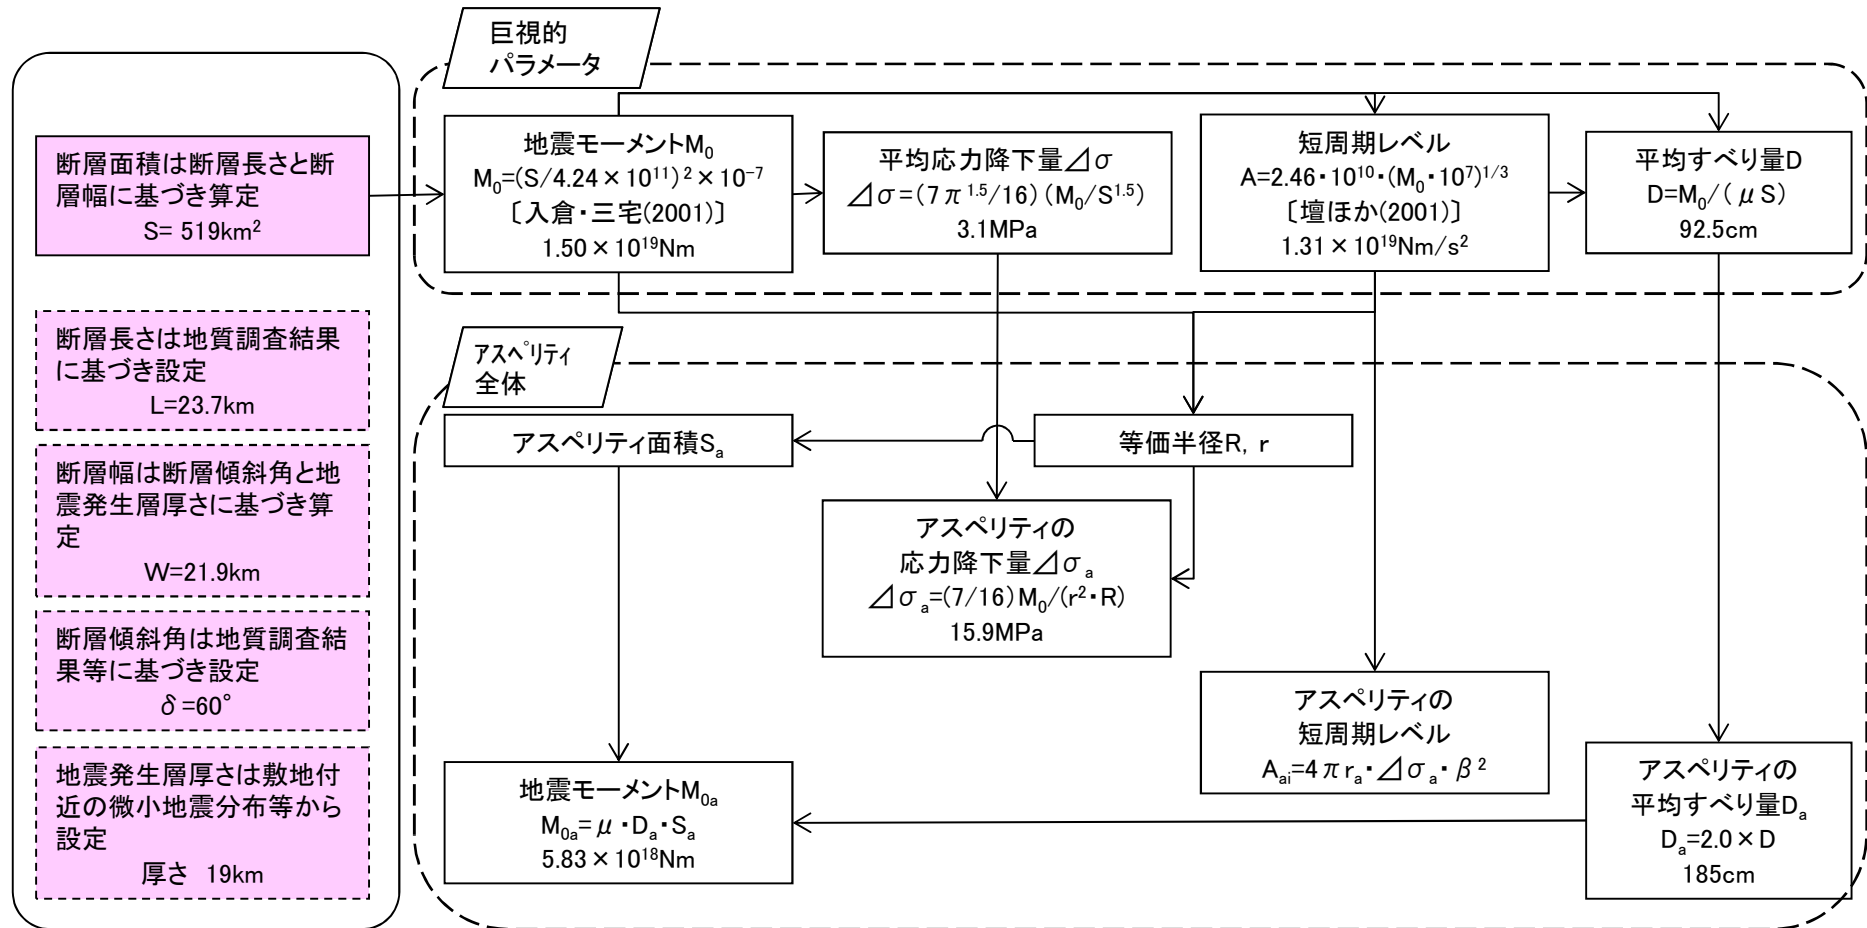 断層面積は断層長さと断
層幅に基づき算定
S= 519km²
断層長さは地質調査結果
に基づき設定
L=23.7km
断層幅は断層傾斜角と地
震発生層厚さに基づき算
定
W=21.9km
断層傾斜角は地質調査結
果等に基づき設定
δ=60°
地震発生層厚さは敷地付
近の微小地震分布等から
設定
厚さ 19km
巨視的
パラメータ
地震モーメントM₀
M₀=(S/4.24×10¹¹)²×10⁻⁷
〔入倉・三宅(2001)〕
1.50×10¹⁹Nm
平均応力降下量⊿σ
⊿σ=(7π¹·⁵/16)(M₀/S¹·⁵)
3.1MPa
短周期レベル
A=2.46・10¹⁰・(M₀・10⁷)¹/³
〔壇ほか(2001)〕
1.31×10¹⁹Nm/s²
平均すべり量D
D=M₀/(μS)
92.5cm
アスペリティ
全体
アスペリティ面積Sₐ
等価半径R, r
アスペリティの
応力降下量⊿σₐ
⊿σₐ=(7/16)M₀/(r²・R)
15.9MPa
アスペリティの
短周期レベル
Aₐᵢ=4πrₐ・⊿σₐ・β²
地震モーメントM₀ₐ
M₀ₐ=μ・Dₐ・Sₐ
5.83×10¹⁸Nm
アスペリティの
平均すべり量Dₐ
Dₐ=2.0×D
185cm